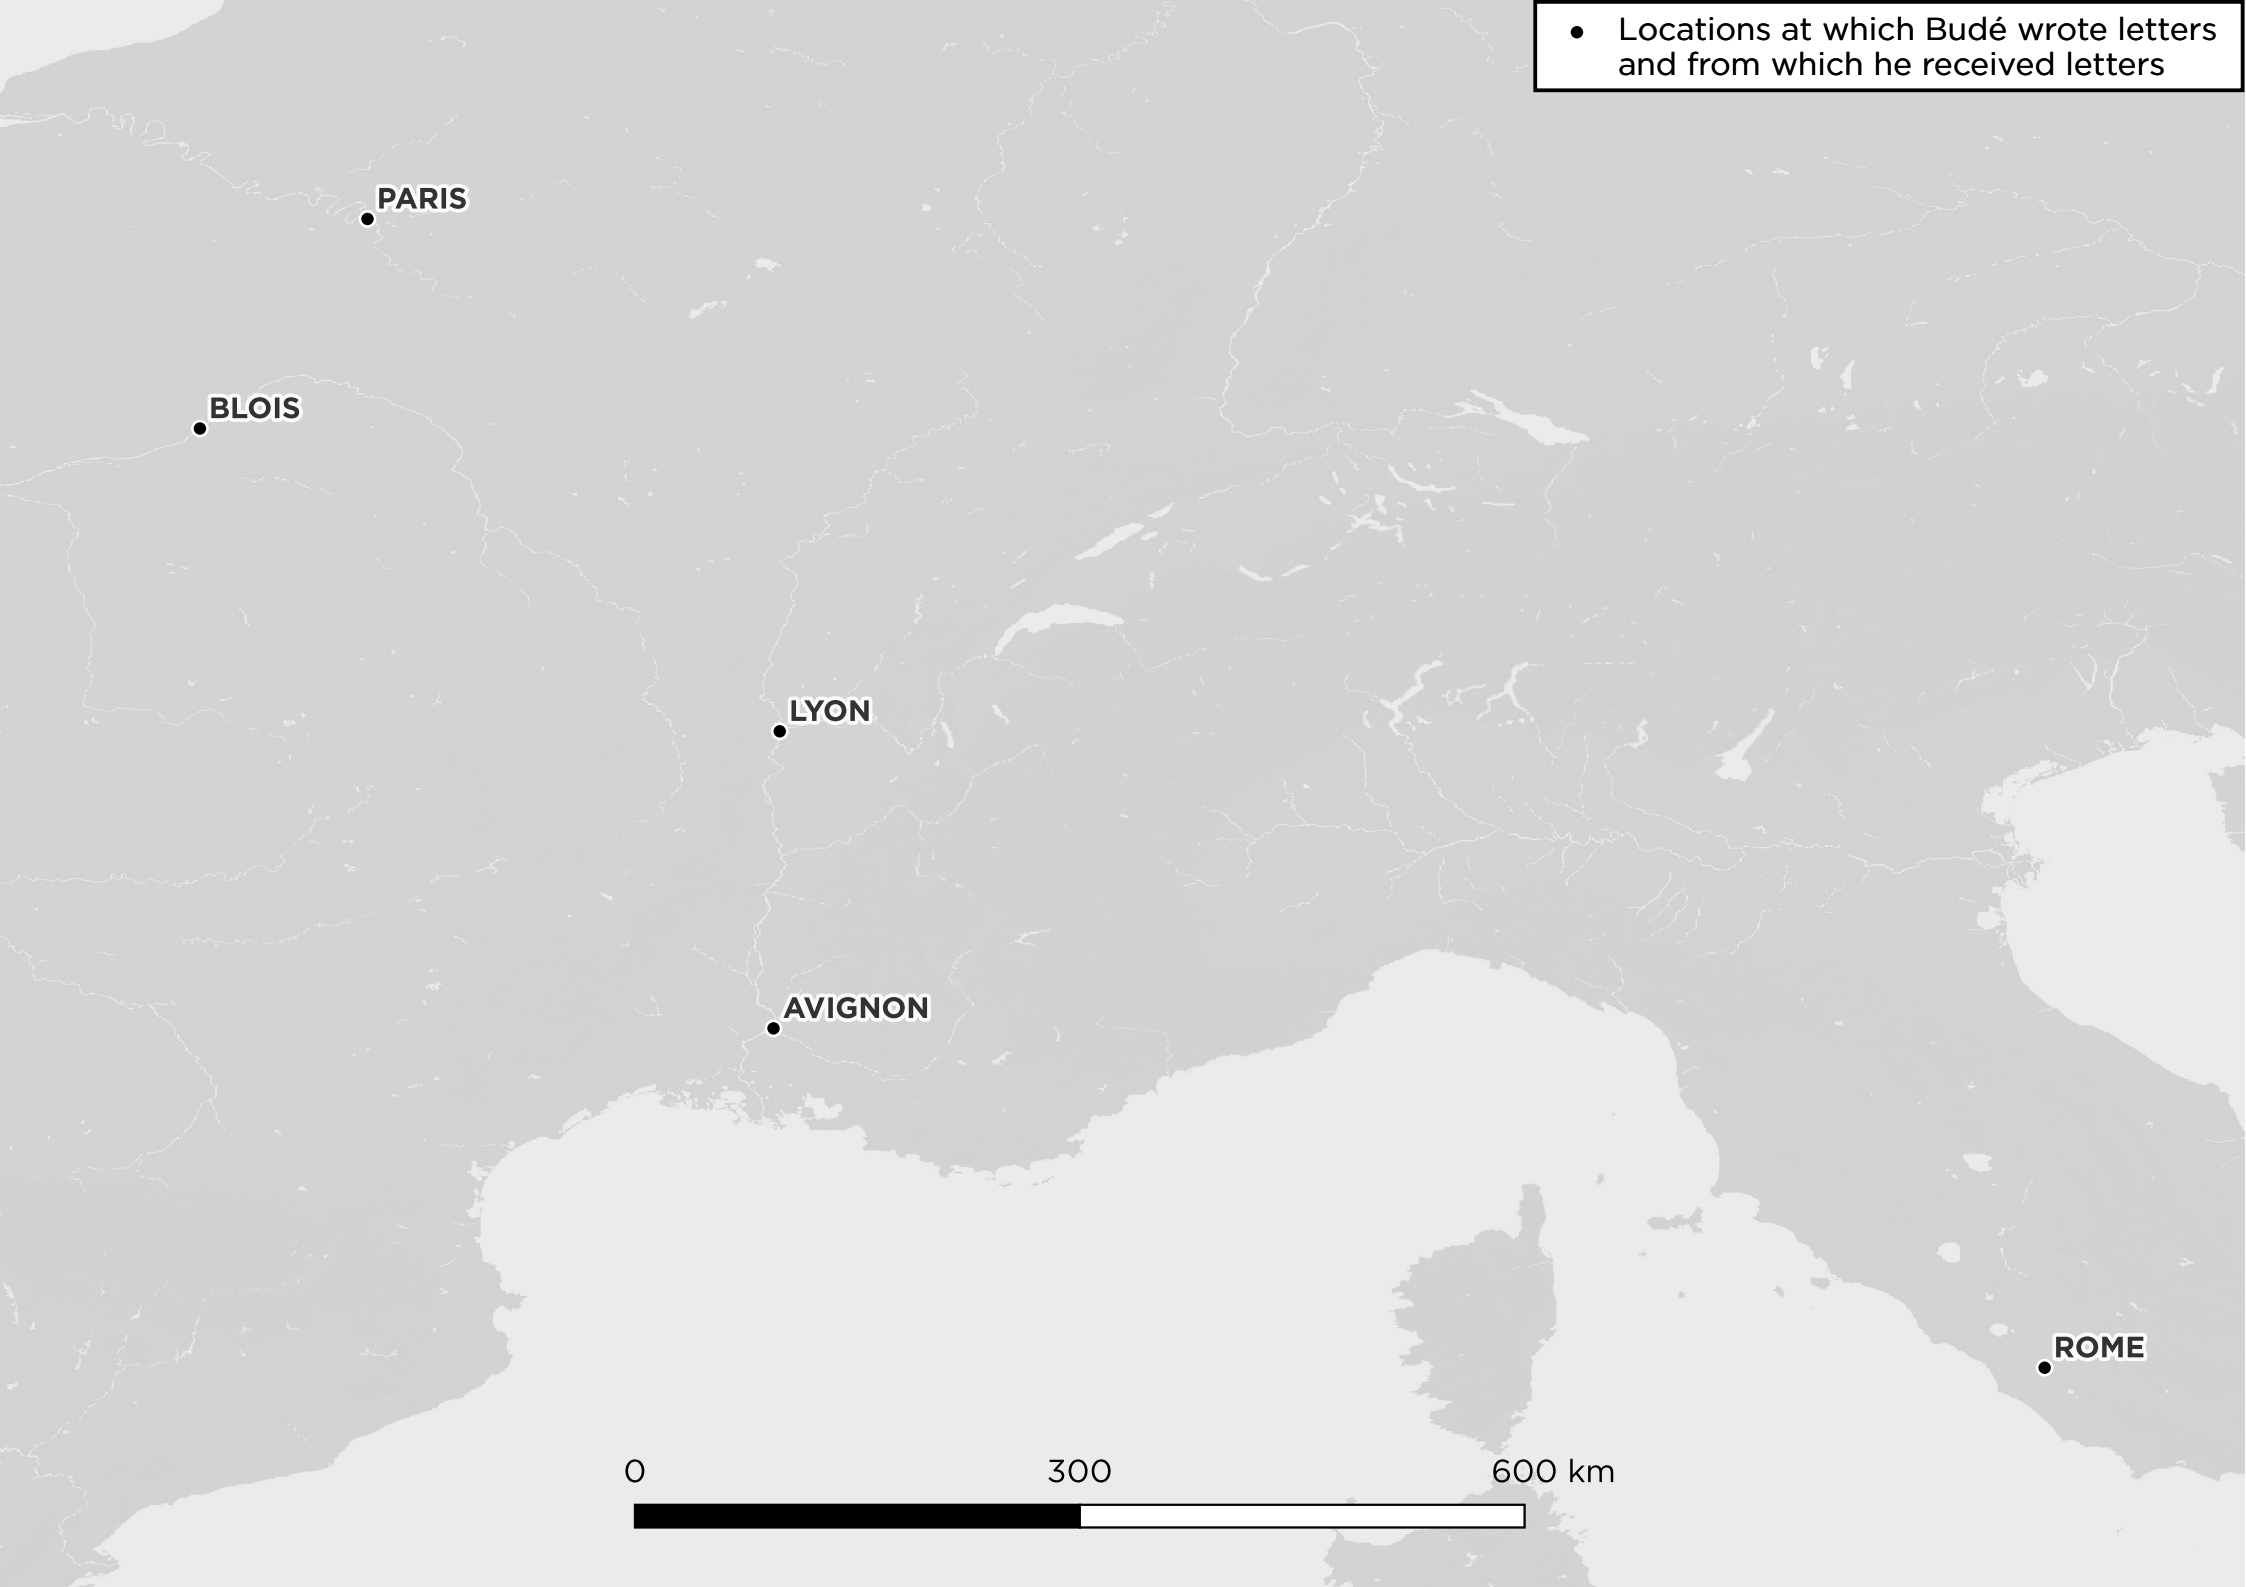 Locations at which Budé wrote letters
and from which he received letters
PARIS
BLOIS
LYON
AVIGNON
ROME
0 300 600 km